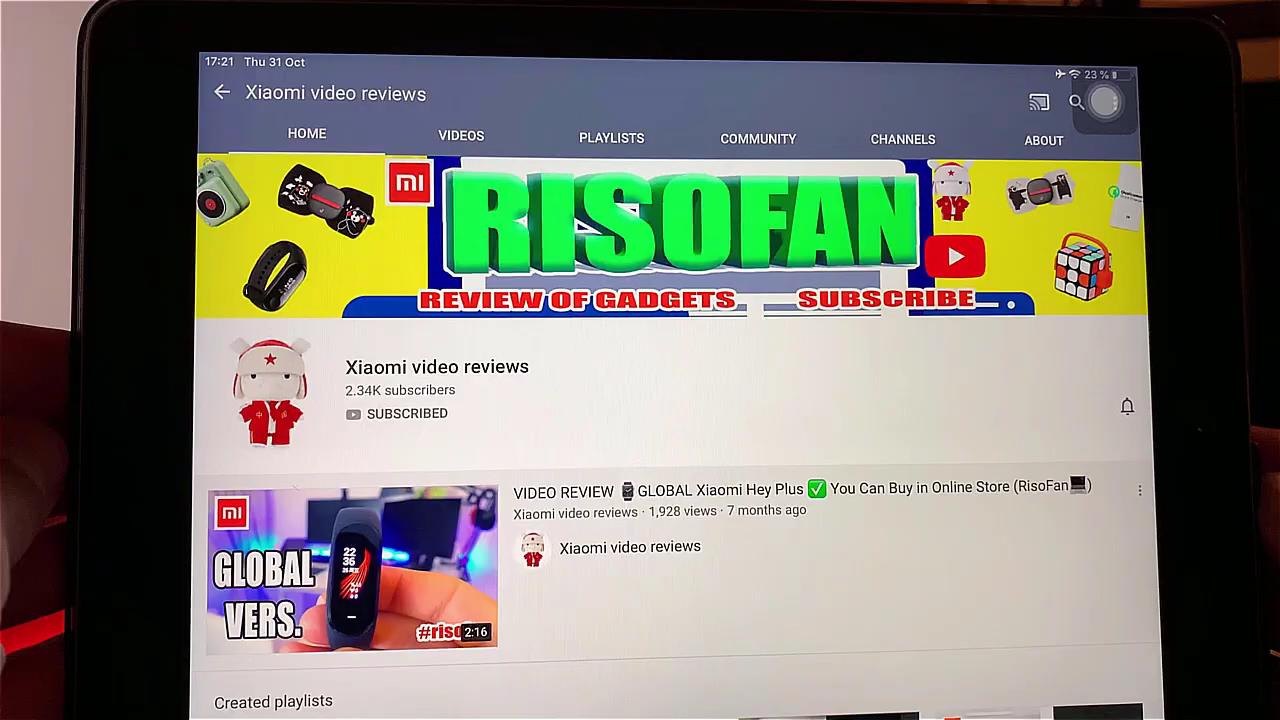 17:21 Thu 31 Oct
23 %
Xiaomi video reviews
HOME
VIDEOS
PLAYLISTS
COMMUNITY
CHANNELS
ABOUT
MI
RISOFAN
REVIEW OF GADGETS
SUBSCRIBE
Xiaomi video reviews
2.34K subscribers
SUBSCRIBED
MI
GLOBAL
VERS.
22
36
#riso
2:16
VIDEO REVIEW ⌚GLOBAL Xiaomi Hey Plus ✅ You Can Buy in Online Store (RisoFan💻)
Xiaomi video reviews · 1,928 views · 7 months ago
Xiaomi video reviews
Created playlists